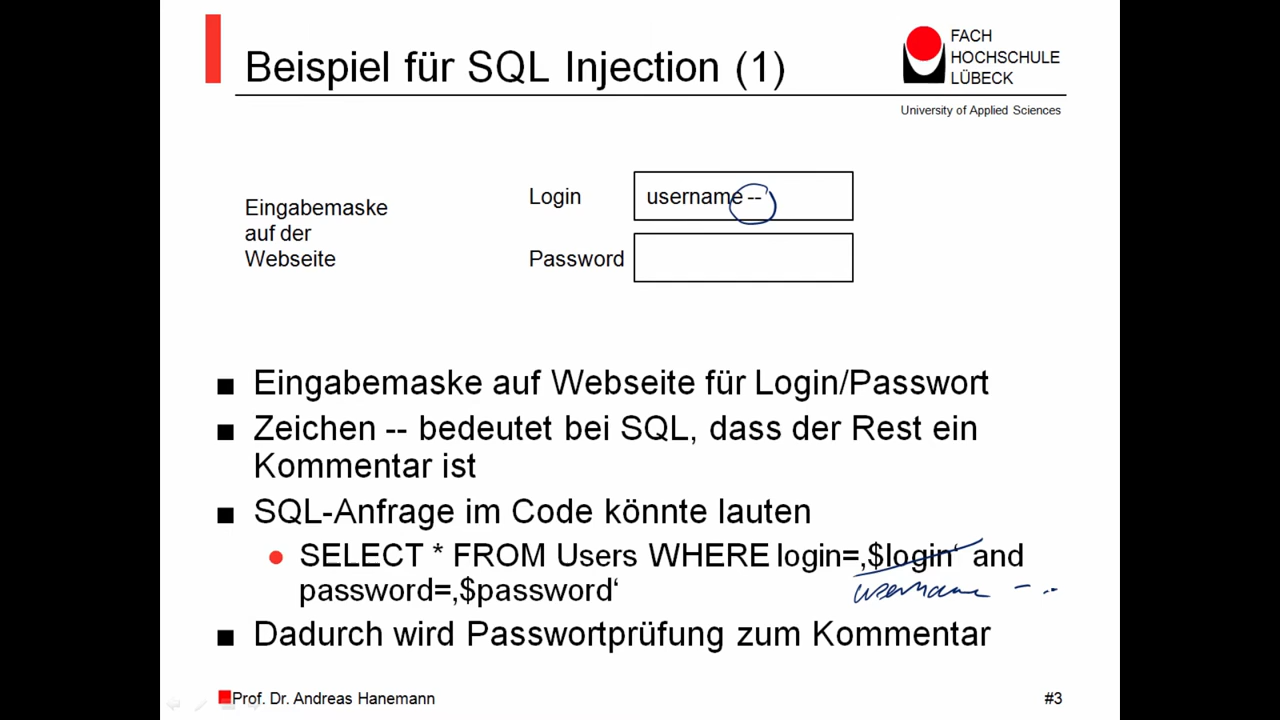 Beispiel für SQL Injection (1)
FACH
HOCHSCHULE
LÜBECK
University of Applied Sciences
Eingabemaske
auf der
Webseite
Login
username --
Password
■ Eingabemaske auf Webseite für Login/Passwort
■ Zeichen -- bedeutet bei SQL, dass der Rest ein
Kommentar ist
■ SQL-Anfrage im Code könnte lauten
● SELECT * FROM Users WHERE login=‚$login‘ and
password=‚$password‘
username --
■ Dadurch wird Passwortprüfung zum Kommentar
Prof. Dr. Andreas Hanemann
#3